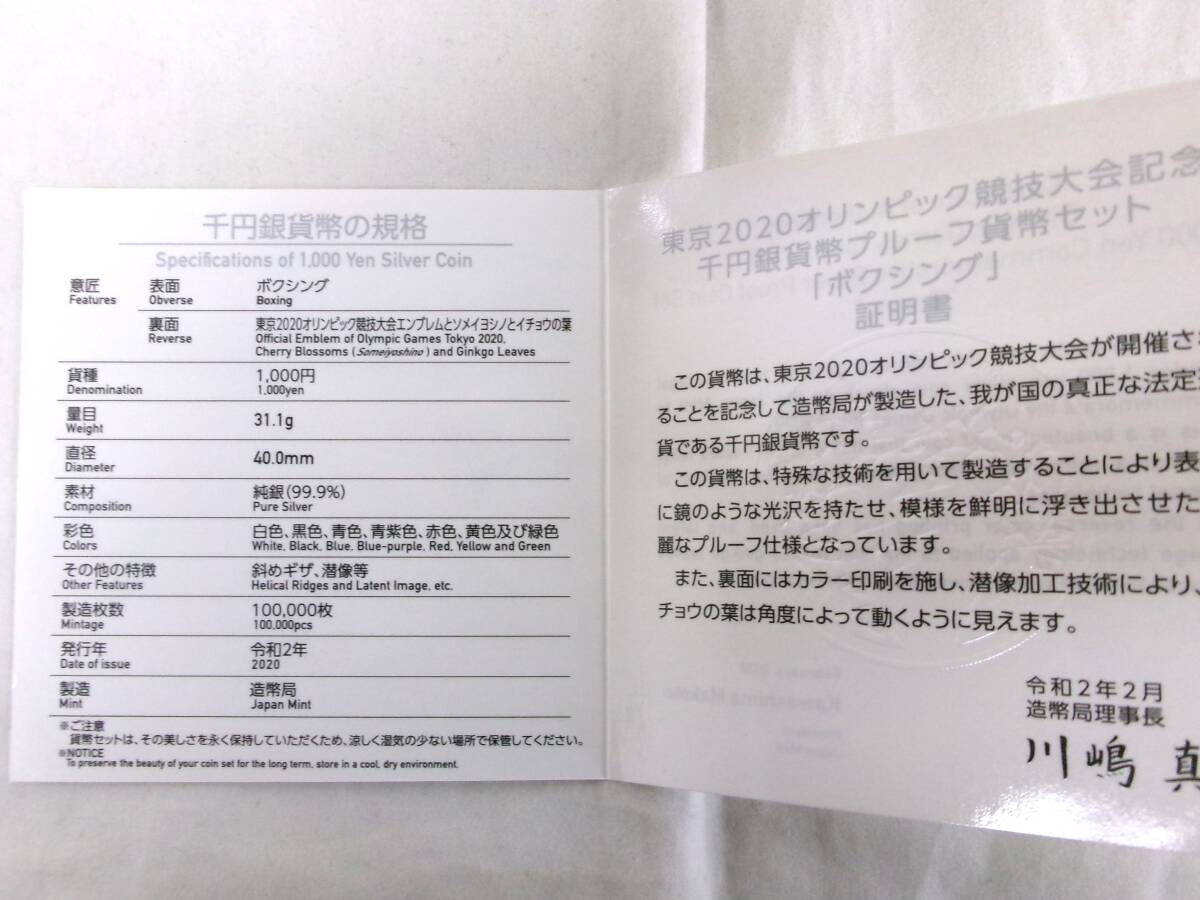 千円銀貨幣の規格
Specifications of 1,000 Yen Silver Coin
意匠 表面 ボクシング
Features Obverse Boxing
裏面 東京2020オリンピック競技大会エンブレムとソメイヨシノとイチョウの葉
Reverse Official Emblem of Olympic Games Tokyo 2020,
Cherry Blossoms (Someiyoshino) and Ginkgo Leaves
貨種 1,000円
Denomination 1,000yen
量目 31.1g
Weight
直径 40.0mm
Diameter
素材 純銀(99.9%)
Composition Pure Silver
彩色 白色、黒色、青色、青紫色、赤色、黄色及び緑色
Colors White, Black, Blue, Blue-purple, Red, Yellow and Green
その他の特徴 斜めギザ、潜像等
Other Features Helical Ridges and Latent Image, etc.
製造枚数 100,000枚
Mintage 100,000pcs
発行年 令和2年
Date of issue 2020
製造 造幣局
Mint Japan Mint
※ご注意
貨幣セットは、その美しさを永く保持していただくため、涼しく湿気の少ない場所で保管してください。
※NOTICE
To preserve the beauty of your coin set for the long term, store in a cool, dry environment.
東京2020オリンピック競技大会記念
千円銀貨幣プルーフ貨幣セット
「ボクシング」
証明書
この貨幣は、東京2020オリンピック競技大会が開催さ
ることを記念して造幣局が製造した、我が国の真正な法定
貨である千円銀貨幣です。
この貨幣は、特殊な技術を用いて製造することにより表
に鏡のような光沢を持たせ、模様を鮮明に浮き出させた
麗なプルーフ仕様となっています。
また、裏面にはカラー印刷を施し、潜像加工技術により、
チョウの葉は角度によって動くように見えます。
令和2年2月
造幣局理事長
川嶋 真